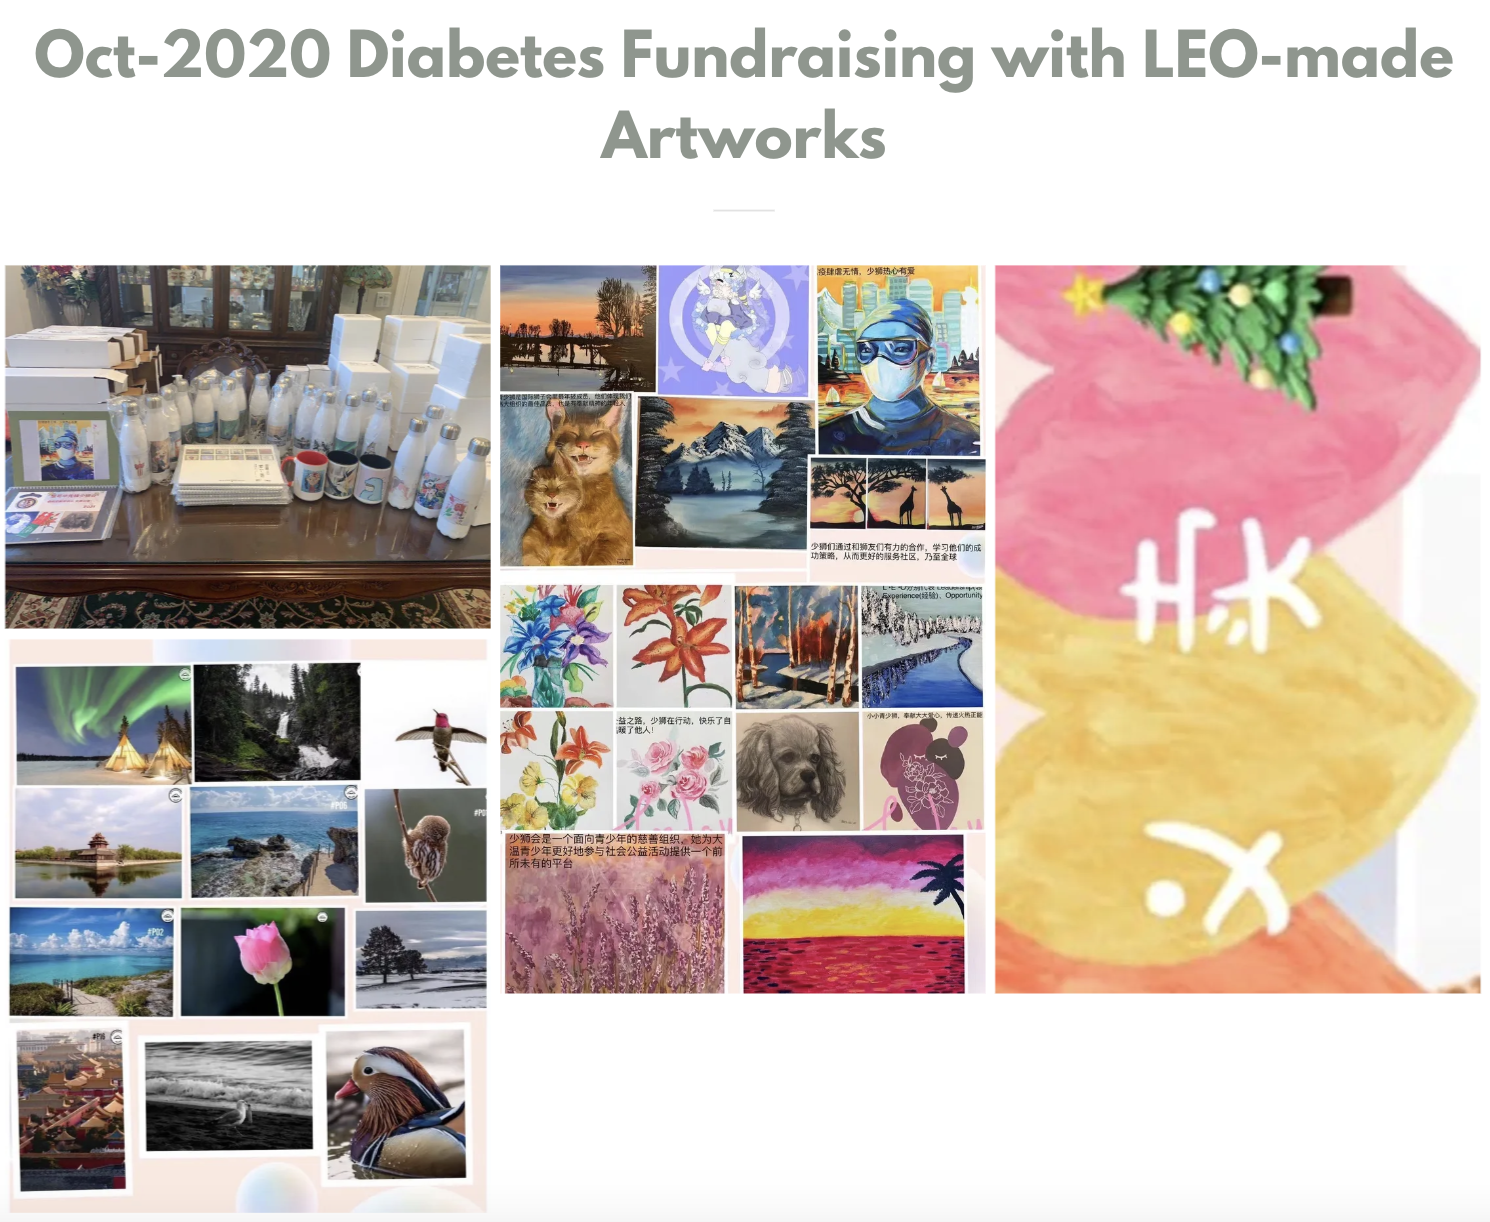 Oct-2020 Diabetes Fundraising with LEO-made
Artworks
疫肆虐无情，少狮热心有爱
少狮们通过和狮友们有力的合作，学习他们的成
功策略，从而更好的服务社区，乃至全球
Experience(经验)、Opportunity
益之路，少狮在行动，快乐了自
暖了他人！
小小青少狮，奉献大大爱心，传递火热正能
少狮会是一个面向青少年的慈善组织，她为大
温青少年更好地参与社会公益活动提供一个前
所未有的平台
#P06
#P02